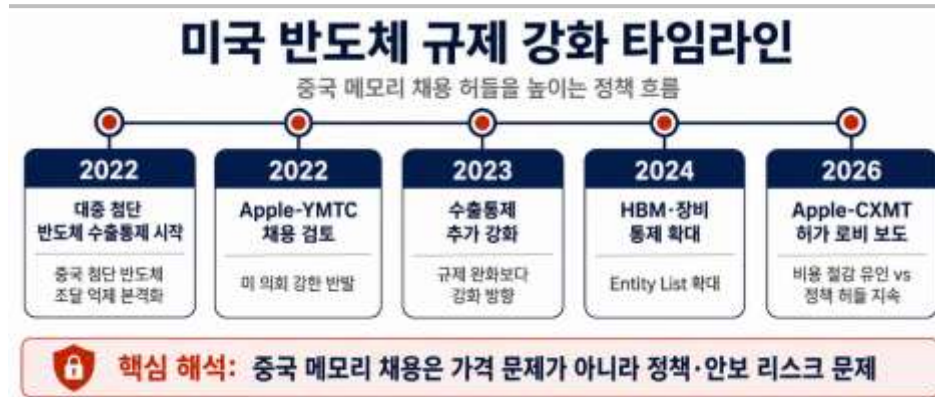 미국 반도체 규제 강화 타임라인
중국 메모리 채용 허들을 높이는 정책 흐름
2022
대중 첨단
반도체 수출통제 시작
중국 첨단 반도체
조달 억제 본격화
2022
Apple-YMTC
채용 검토
미 의회 강한 반발
2023
수출통제
추가 강화
규제 완화보다
강화 방향
2024
HBM·장비
통제 확대
Entity List 확대
2026
Apple-CXMT
허가 로비 보도
비용 절감 유인 vs
정책 허들 지속
핵심 해석: 중국 메모리 채용은 가격 문제가 아니라 정책·안보 리스크 문제